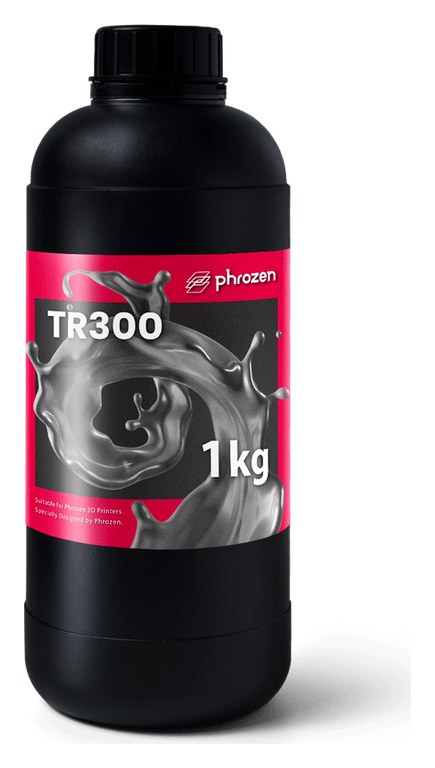 phrozen
TR300
1kg
Suitable for Phrozen 3D Printers.
Specially Designed by Phrozen.